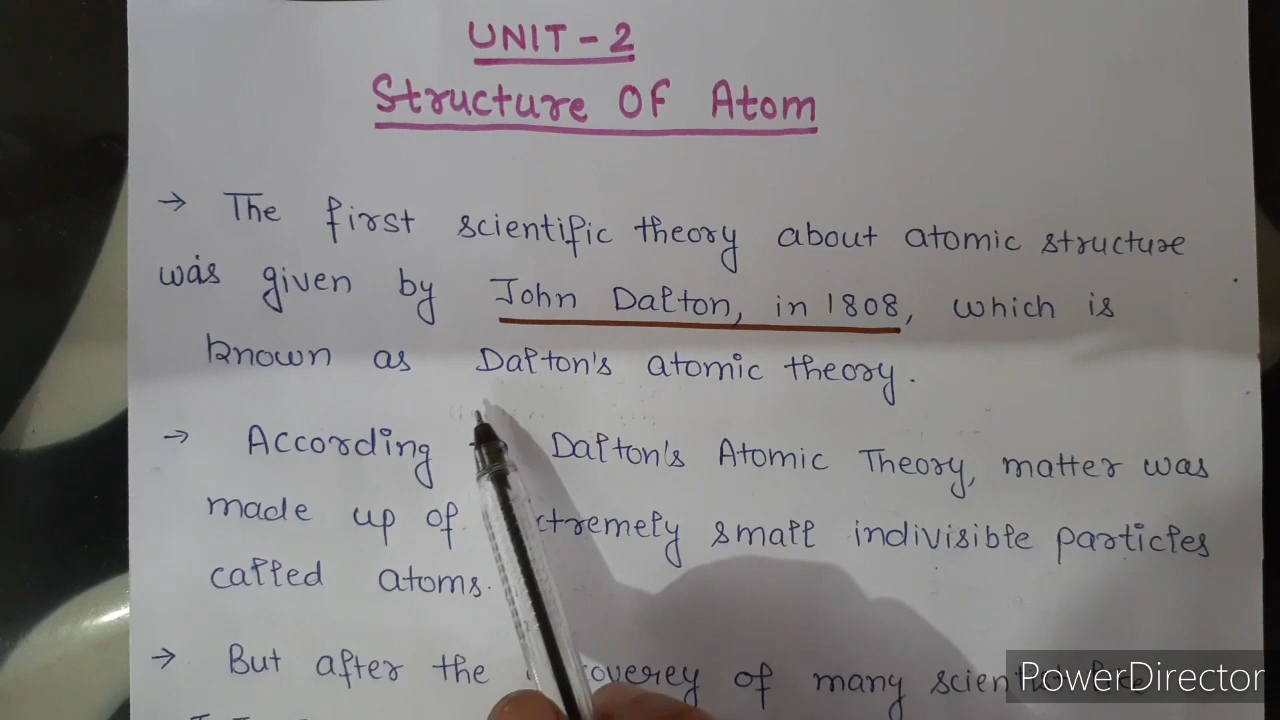 UNIT - 2
Structure OF Atom
→ The first scientific theory about atomic structure
was given by John Dalton, in 1808, which is
known as Dalton's atomic theory.
→ According Dalton's Atomic Theory, matter was
made up of extremely small indivisible particles
called atoms.
→ But after the of many
PowerDirector